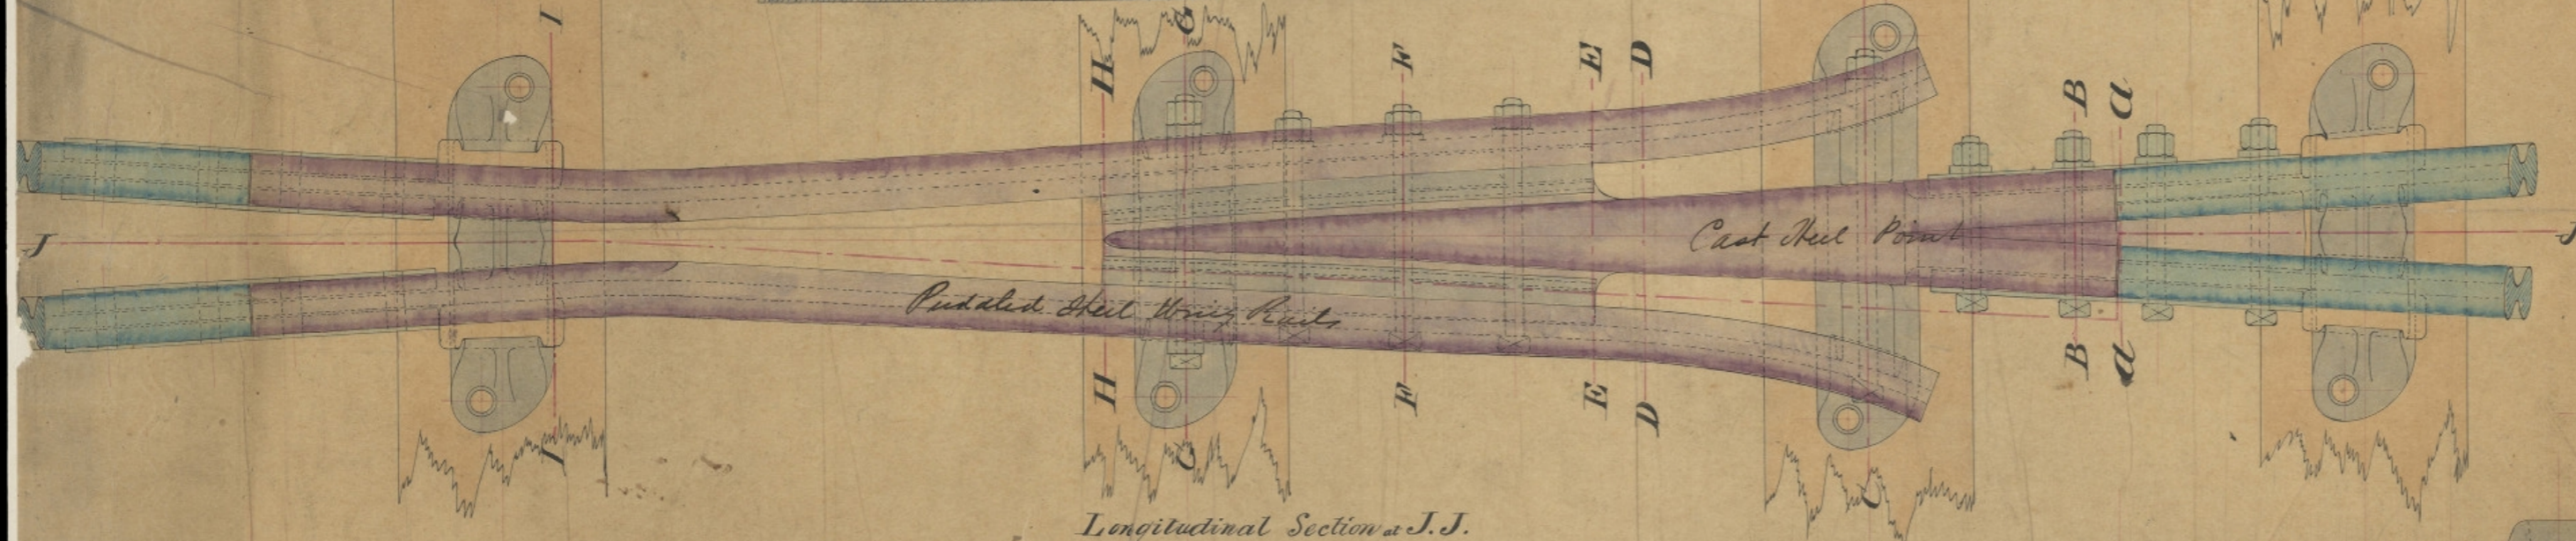 I
G
H
F
E
D
B
a
J
Cast Steel Point
J
Puddled Steel Wing Rails
I
H
G
F
E
D
C
B
a
Longitudinal Section at J.J.